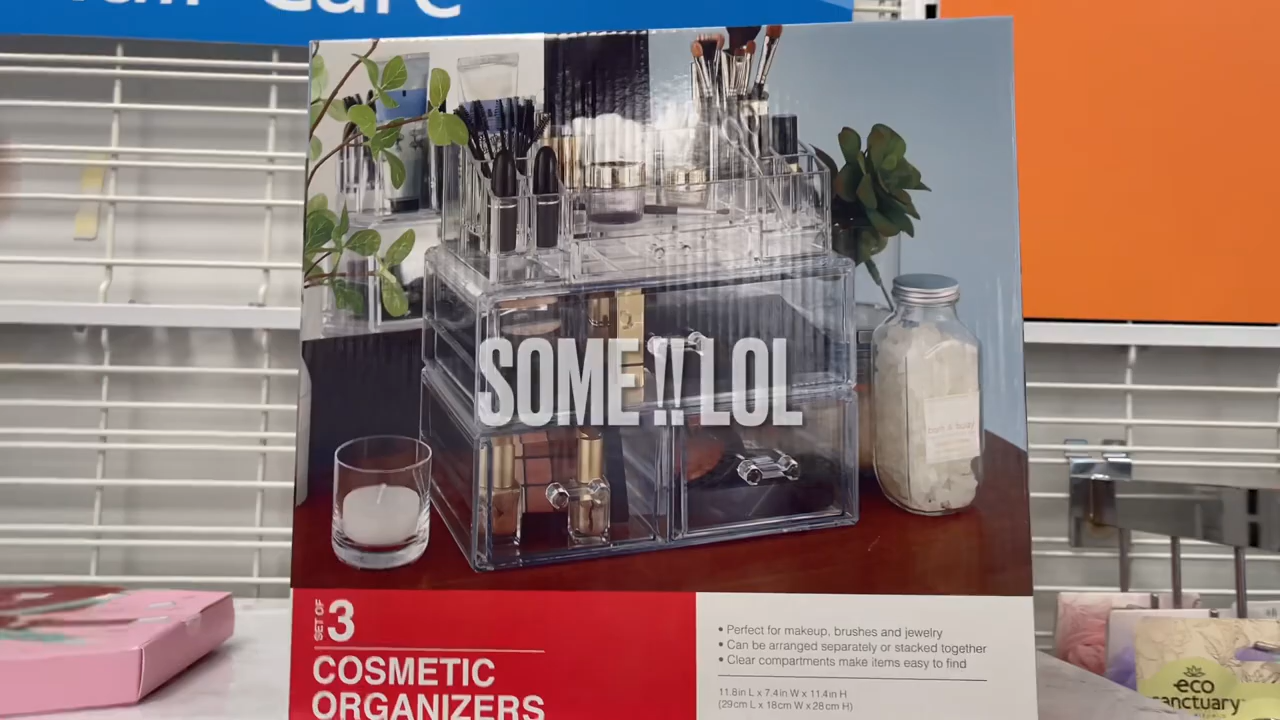 Care
SOME!!LOL
SET OF
3
COSMETIC
ORGANIZERS
• Perfect for makeup, brushes and jewelry
• Can be arranged separately or stacked together
• Clear compartments make items easy to find
11.8in L x 7.4in W x 11.4in H
(29cm L x 18cm W x 28cm H)
eco
sanctuary